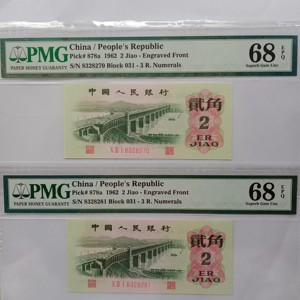 PMG
PAPER MONEY GUARANTY
China / People's Republic
Pick# 878a 1962 2 Jiao - Engraved Front
S/N 8328270 Block 031 - 3 R. Numerals
68 EPQ
Superb Gem Unc
中国人民银行
贰角
2
ER JIAO
8328270
PMG
PAPER MONEY GUARANTY
China / People's Republic
Pick# 878a 1962 2 Jiao - Engraved Front
S/N 8328281 Block 031 - 3 R. Numerals
68 EPQ
Superb Gem Unc
中国人民银行
贰角
2
ER JIAO
8328281